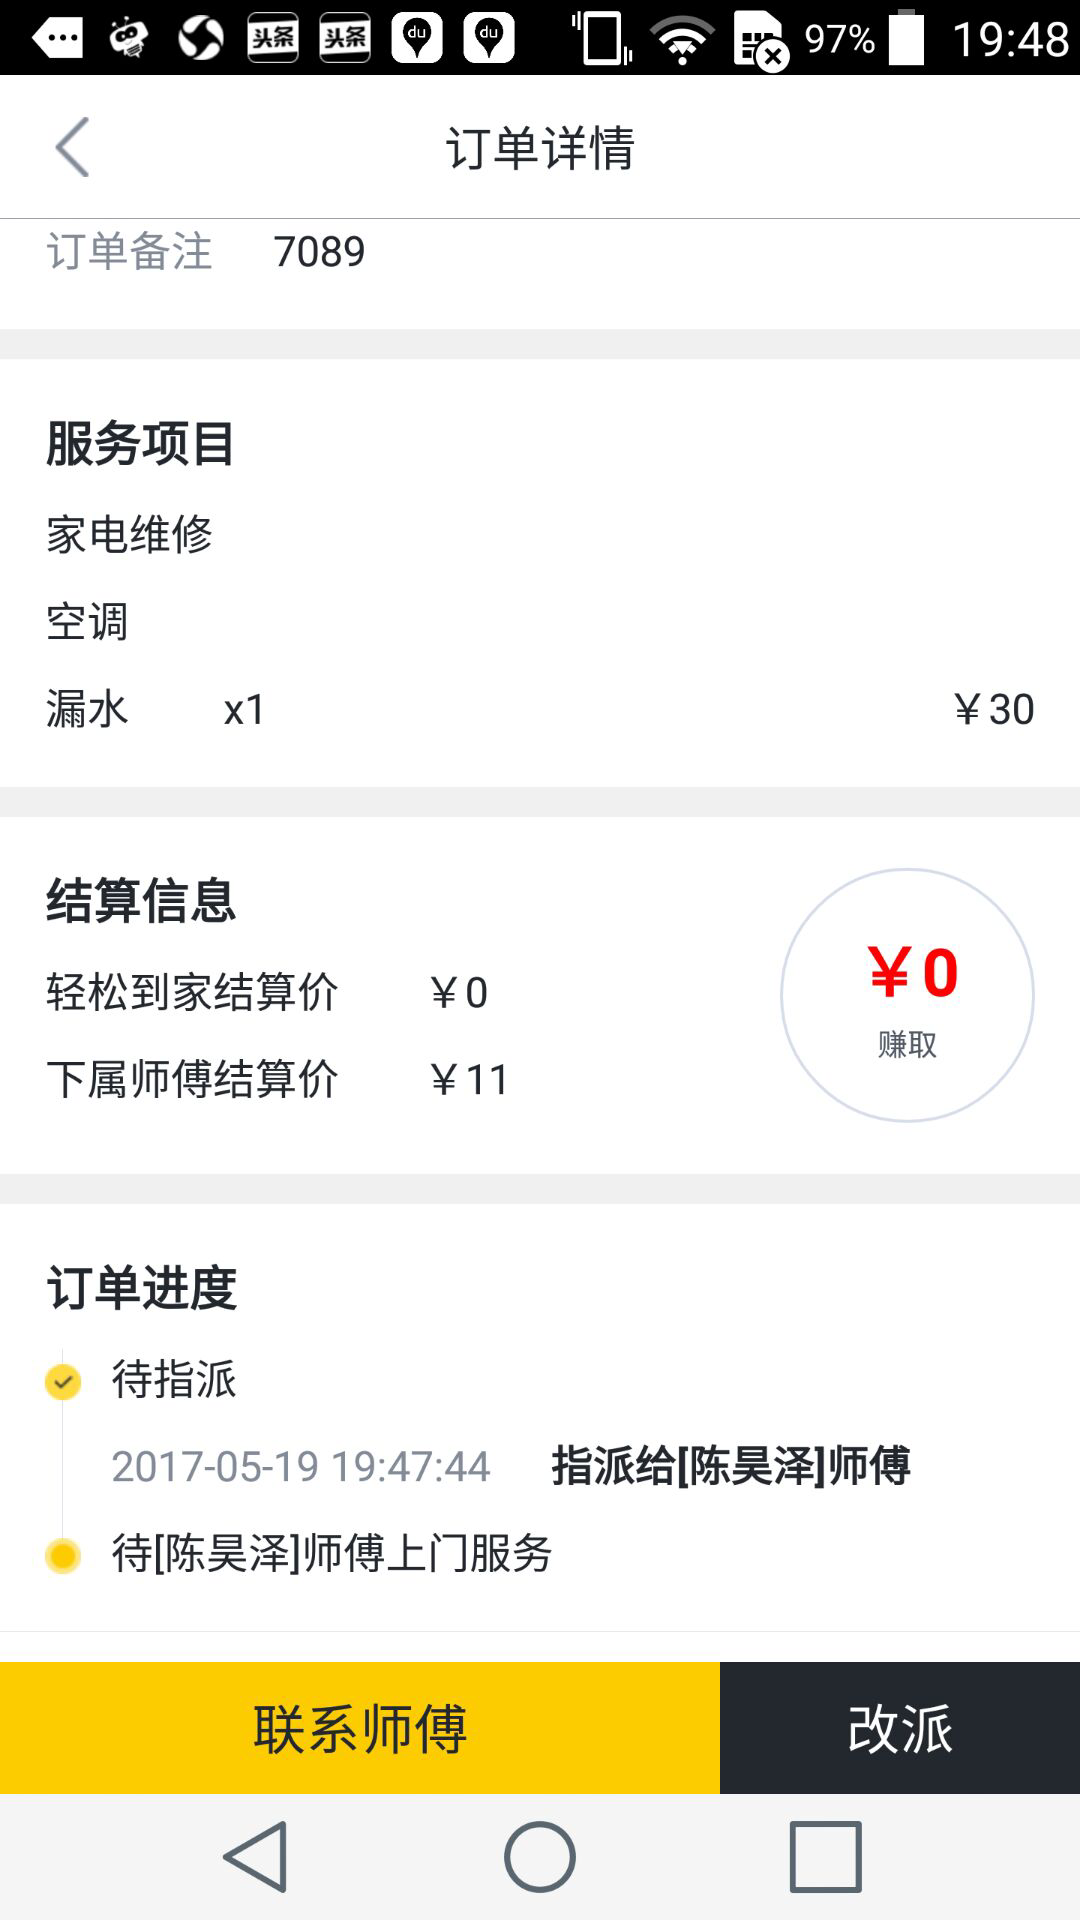 97% 19:48
头条 头条 du du
订单详情
订单备注 7089
服务项目
家电维修
空调
漏水 x1 ￥30
结算信息
轻松到家结算价 ￥0
下属师傅结算价 ￥11
￥0
赚取
订单进度
待指派
2017-05-19 19:47:44 指派给[陈昊泽]师傅
待[陈昊泽]师傅上门服务
联系师傅 改派